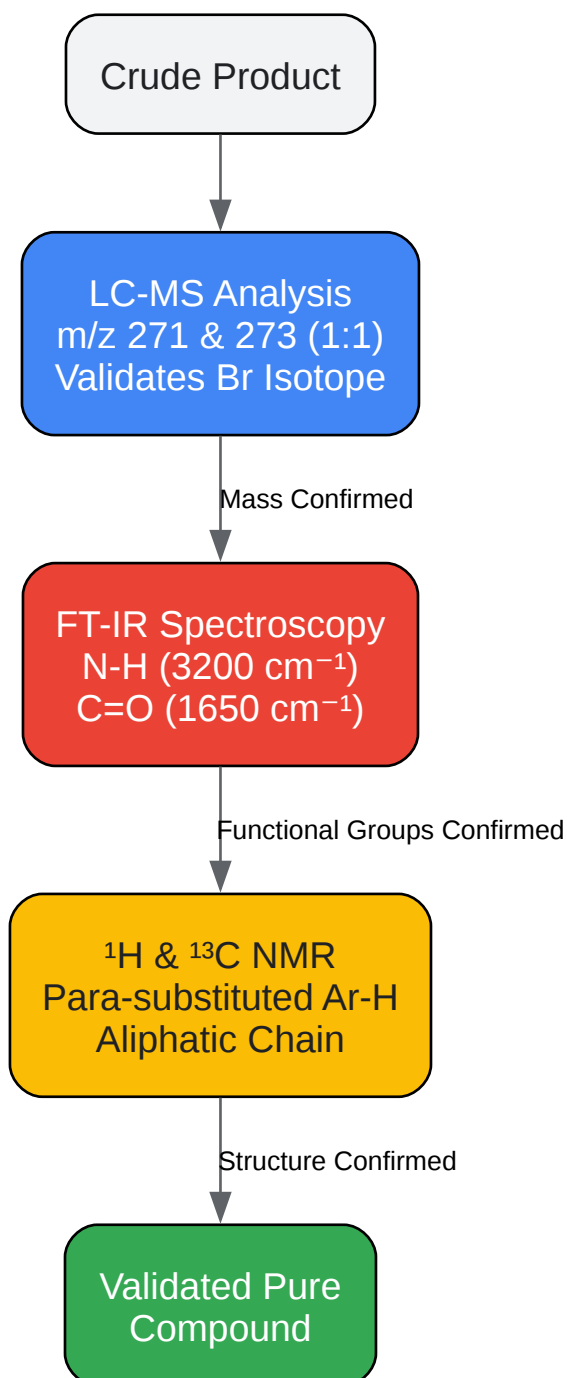 Crude Product
LC-MS Analysis
m/z 271 & 273 (1:1)
Validates Br Isotope
Mass Confirmed
FT-IR Spectroscopy
N-H (3200 cm⁻¹)
C=O (1650 cm⁻¹)
Functional Groups Confirmed
¹H & ¹³C NMR
Para-substituted Ar-H
Aliphatic Chain
Structure Confirmed
Validated Pure
Compound